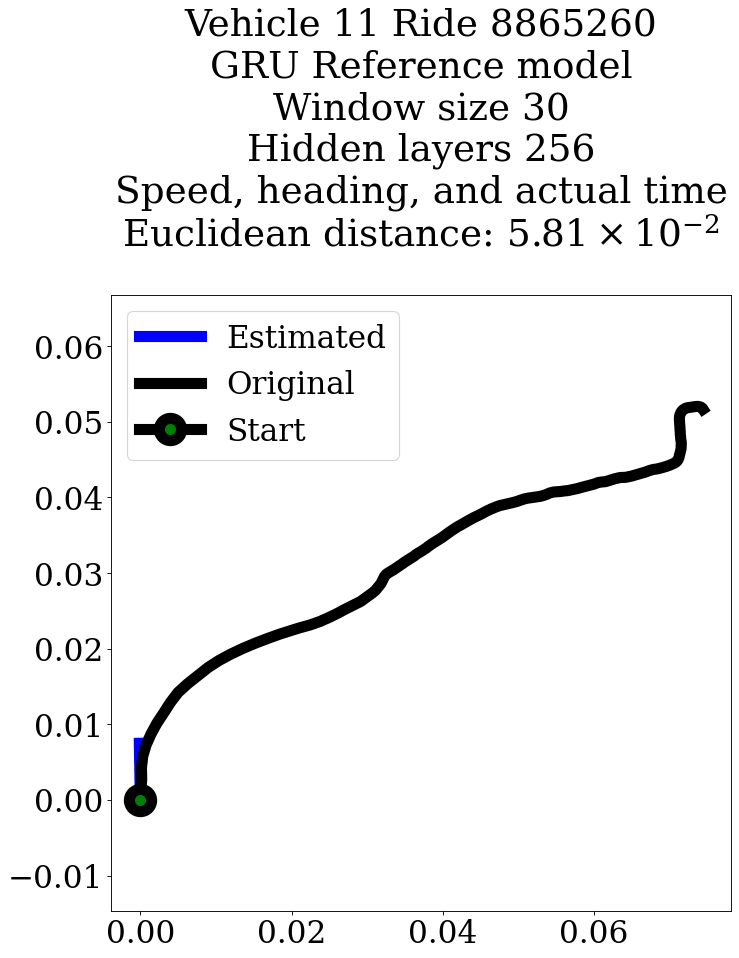 Vehicle 11 Ride 8865260
GRU Reference model
Window size 30
Hidden layers 256
Speed, heading, and actual time
Euclidean distance: 5.81 × 10⁻²
Estimated
Original
Start
0.06
0.05
0.04
0.03
0.02
0.01
0.00
−0.01
0.00 0.02 0.04 0.06